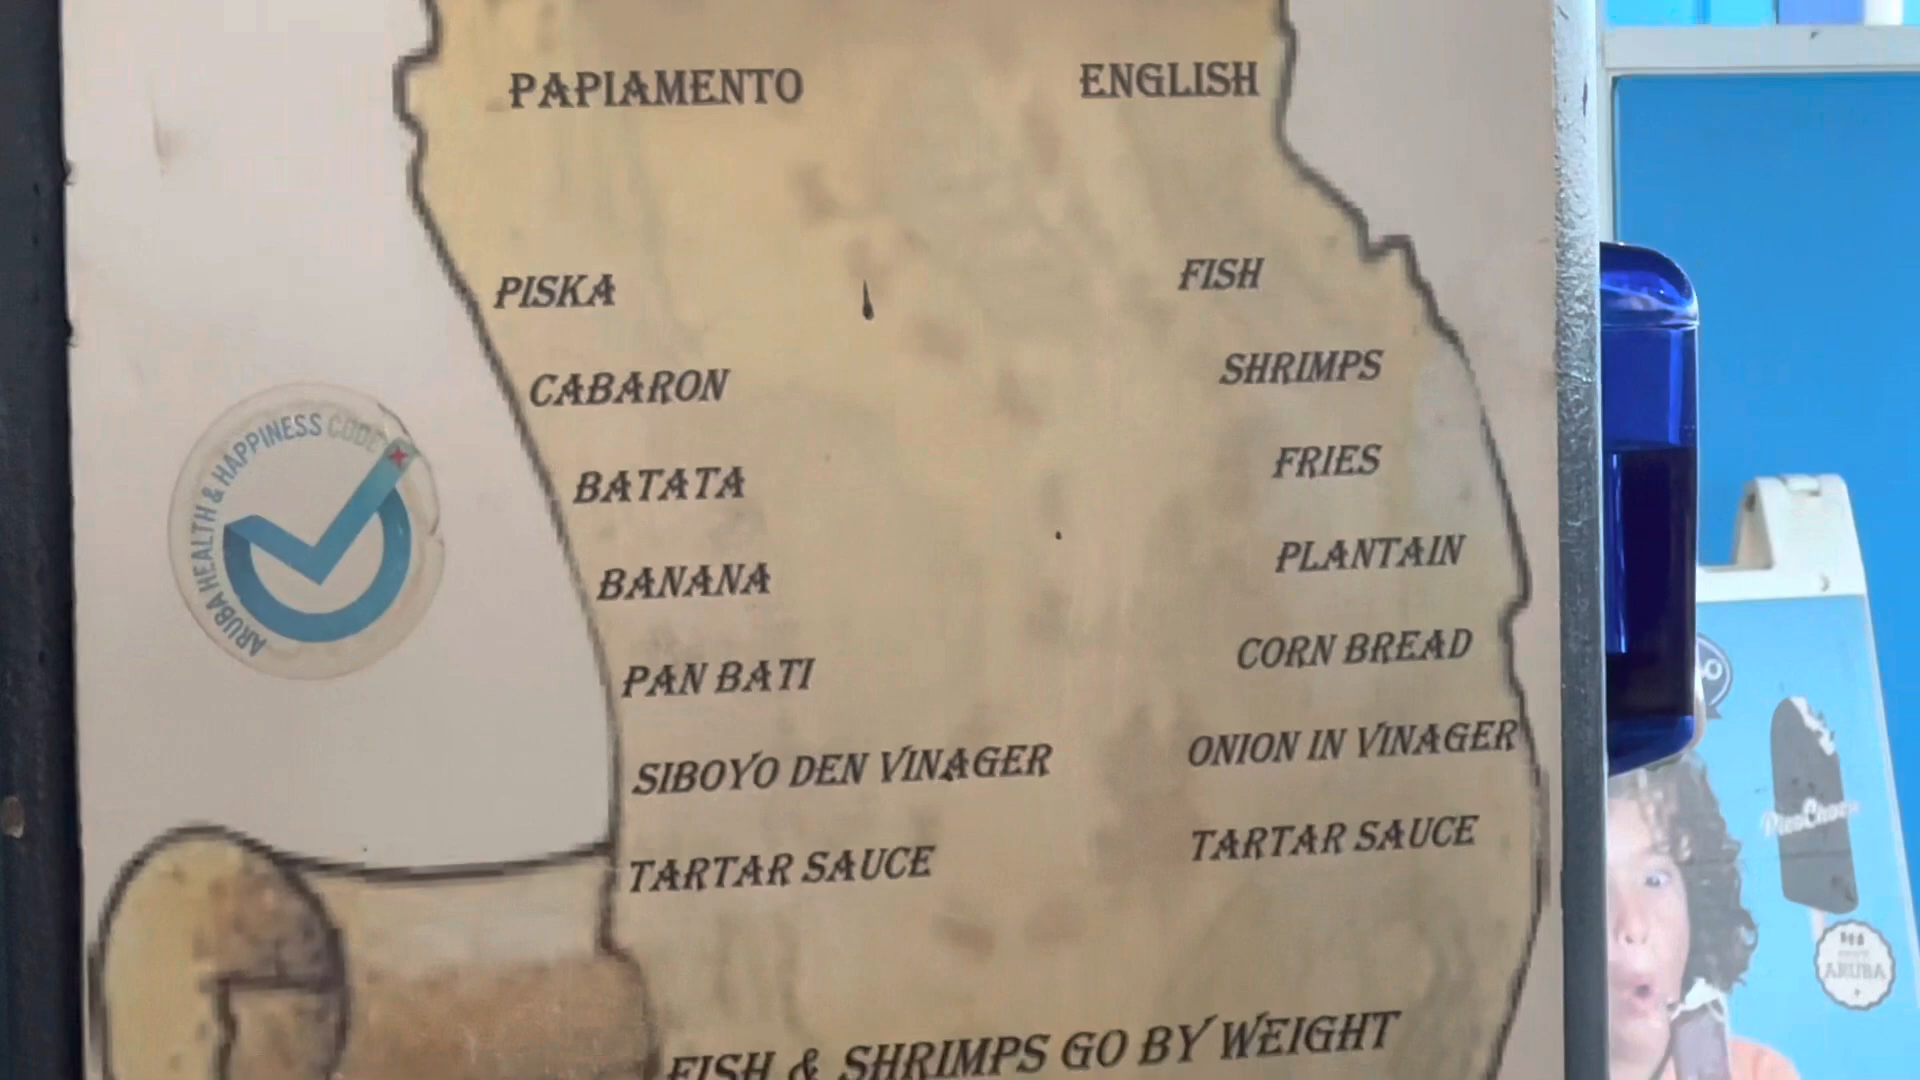 PAPIAMENTO ENGLISH
PISKA FISH
CABARON SHRIMPS
BATATA FRIES
BANANA PLANTAIN
PAN BATI CORN BREAD
SIBOYO DEN VINAGER ONION IN VINAGER
TARTAR SAUCE TARTAR SAUCE
FISH & SHRIMPS GO BY WEIGHT
ARUBA HEALTH & HAPPINESS CODE
ARUBA